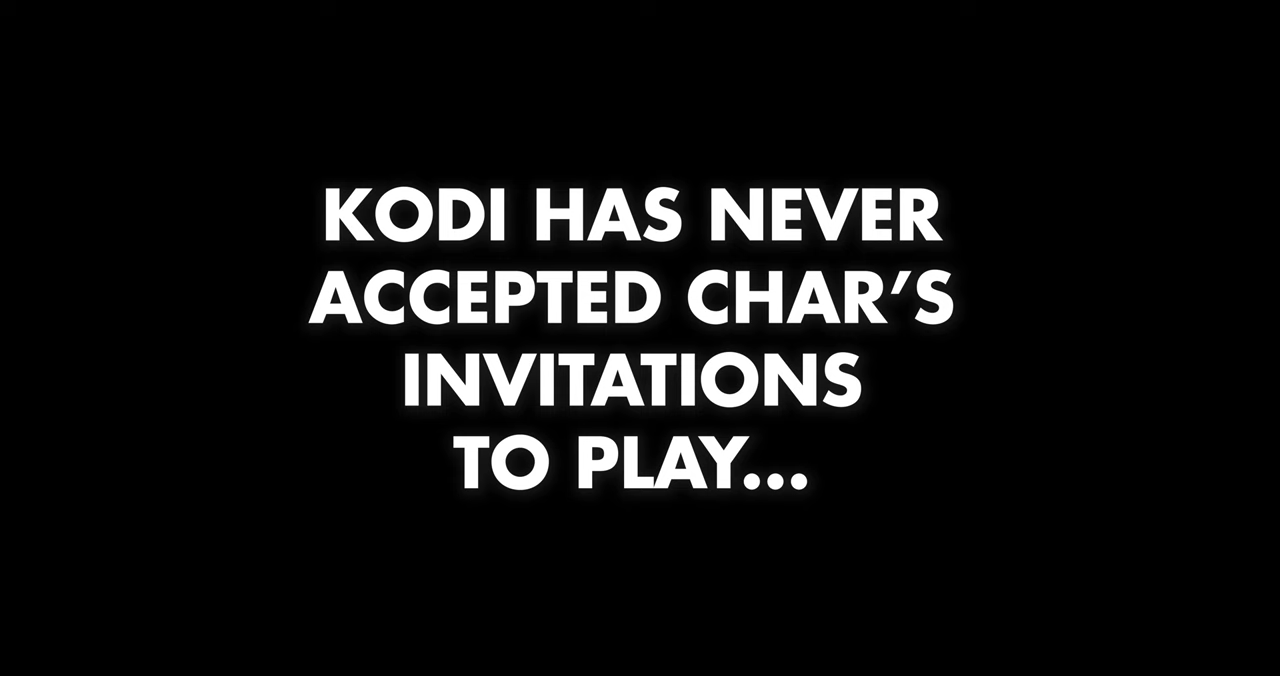 KODI HAS NEVER
ACCEPTED CHAR’S
INVITATIONS
TO PLAY...